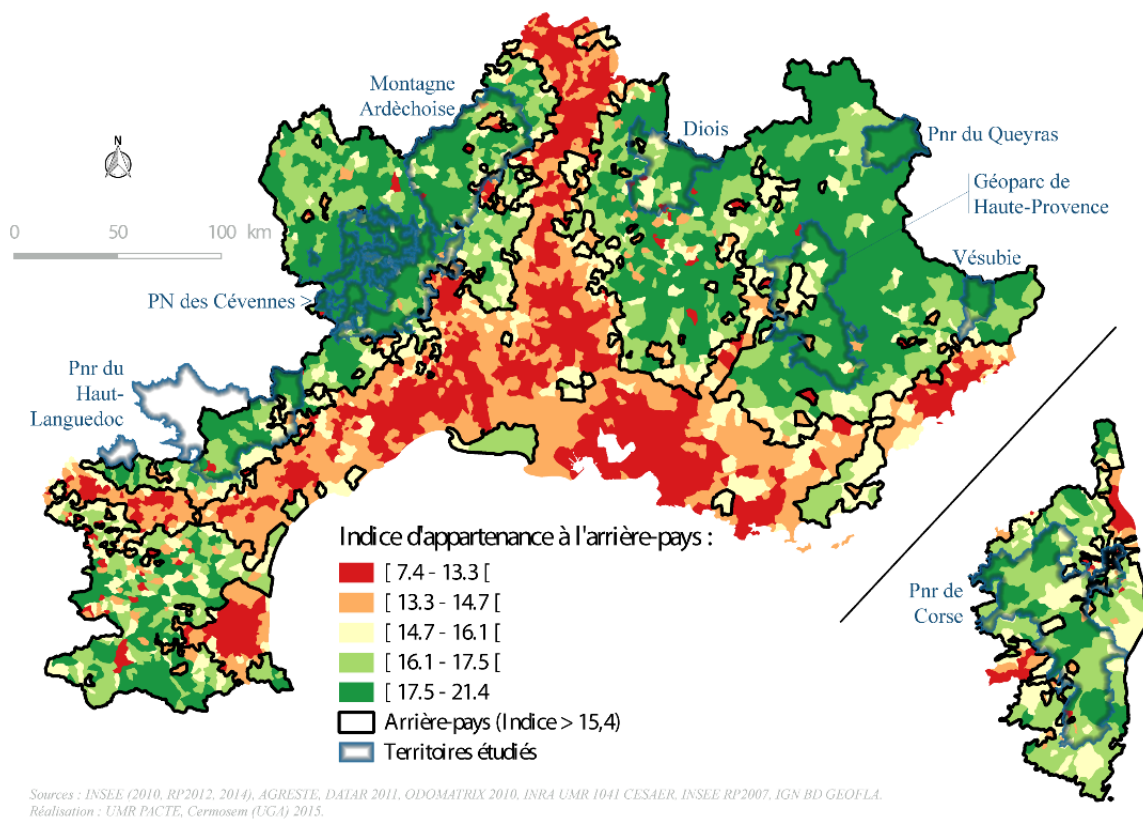 Montagne
Ardèchoise
Diois
Pnr du Queyras
N
Géoparc de
Haute-Provence
0 50 100 km
Vésubie
PN des Cévennes >
Pnr du
Haut-
Languedoc
Indice d'appartenance à l'arrière-pays :
[ 7.4 - 13.3 [
[ 13.3 - 14.7 [
[ 14.7 - 16.1 [
[ 16.1 - 17.5 [
[ 17.5 - 21.4
Arrière-pays (Indice > 15,4)
Territoires étudiés
Pnr de
Corse
Sources : INSEE (2010, RP2012, 2014), AGRESTE, DATAR 2011, ODOMATRIX 2010, INRA UMR 1041 CESAER, INSEE RP2007, IGN BD GEOFLA.
Réalisation : UMR PACTE, Cermosem (UGA) 2015.